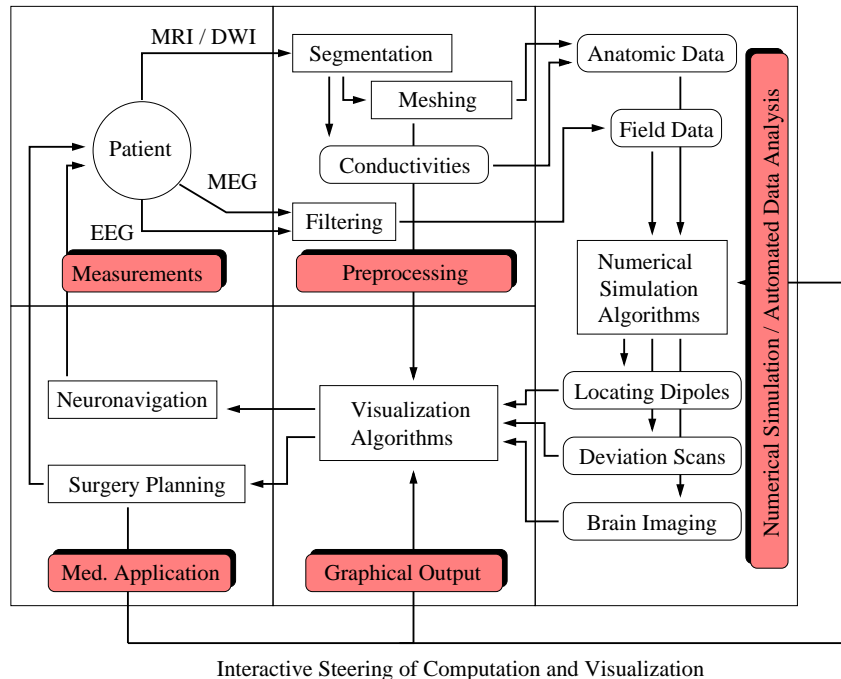 MRI / DWI
Segmentation
Anatomic Data
Meshing
Field Data
Patient
Conductivities
MEG
Filtering
EEG
Measurements
Preprocessing
Numerical
Simulation
Algorithms
Numerical Simulation / Automated Data Analysis
Neuronavigation
Visualization
Algorithms
Locating Dipoles
Deviation Scans
Surgery Planning
Brain Imaging
Med. Application
Graphical Output
Interactive Steering of Computation and Visualization